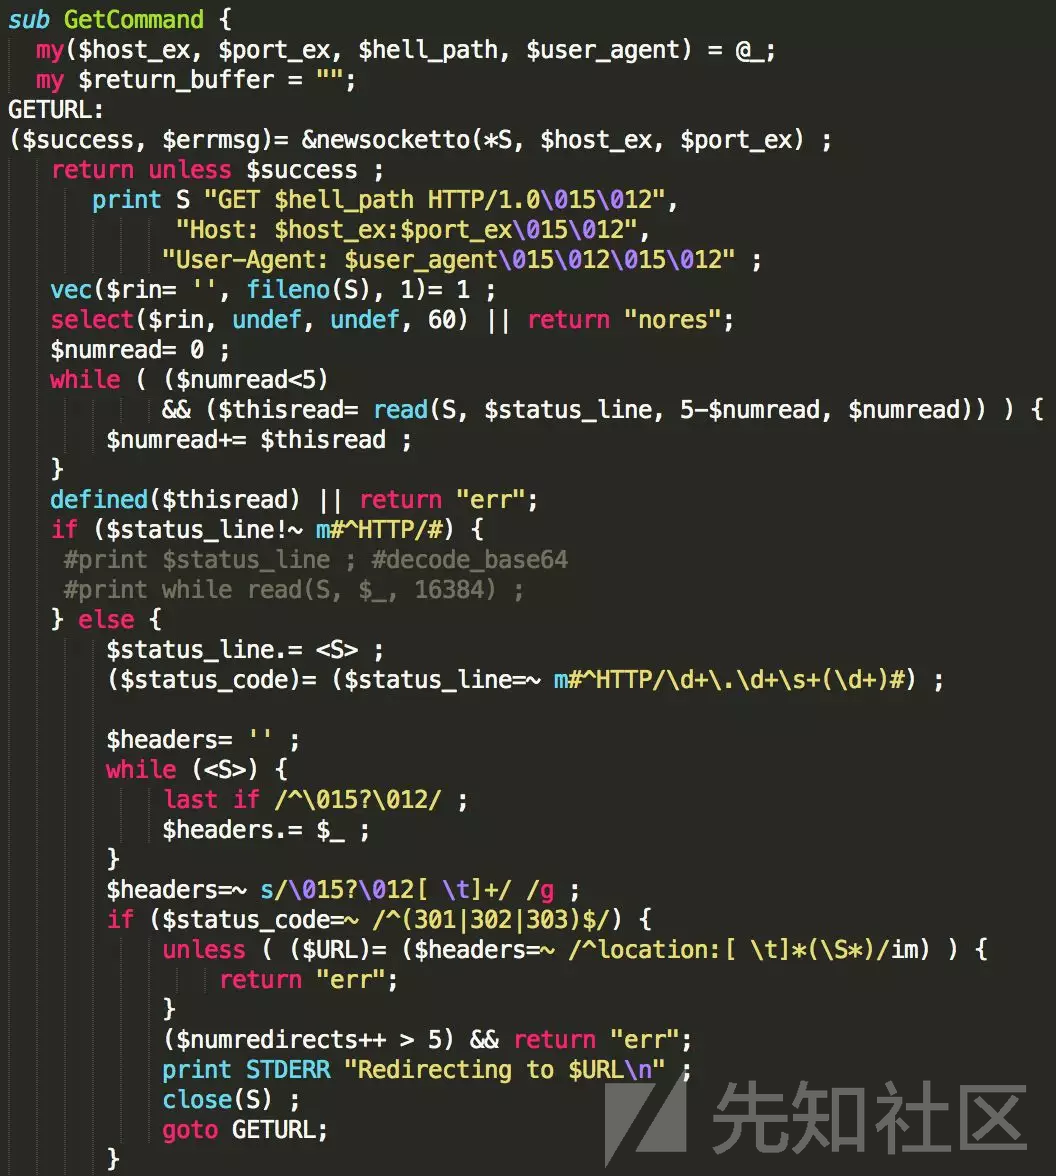 sub GetCommand {
  my($host_ex, $port_ex, $hell_path, $user_agent) = @_;
  my $return_buffer = "";
GETURL:
($success, $errmsg)= &newsocketto(*S, $host_ex, $port_ex) ;
   return unless $success ;
      print S "GET $hell_path HTTP/1.0\015\012",
            "Host: $host_ex:$port_ex\015\012",
           "User-Agent: $user_agent\015\012\015\012" ;
   vec($rin= '', fileno(S), 1)= 1 ;
   select($rin, undef, undef, 60) || return "nores";
   $numread= 0 ;
   while ( ($numread<5)
           && ($thisread= read(S, $status_line, 5-$numread, $numread)) ) {
       $numread+= $thisread ;
   }
   defined($thisread) || return "err";
   if ($status_line!~ m#^HTTP/#) {
    #print $status_line ; #decode_base64
    #print while read(S, $_, 16384) ;
   } else {
       $status_line.= <S> ;
       ($status_code)= ($status_line=~ m#^HTTP/\d+\.\d+\s+(\d+)#) ;

       $headers= '' ;
       while (<S>) {
           last if /^\015?\012/ ;
           $headers.= $_ ;
       }
       $headers=~ s/\015?\012[ \t]+/ /g ;
       if ($status_code=~ /^(301|302|303)$/) {
           unless ( ($URL)= ($headers=~ /^location:[ \t]*(\S*)/im) ) {
               return "err";
           }
           ($numredirects++ > 5) && return "err";
           print STDERR "Redirecting to $URL\n" ;
           close(S) ;
           goto GETURL;
       }
先知社区